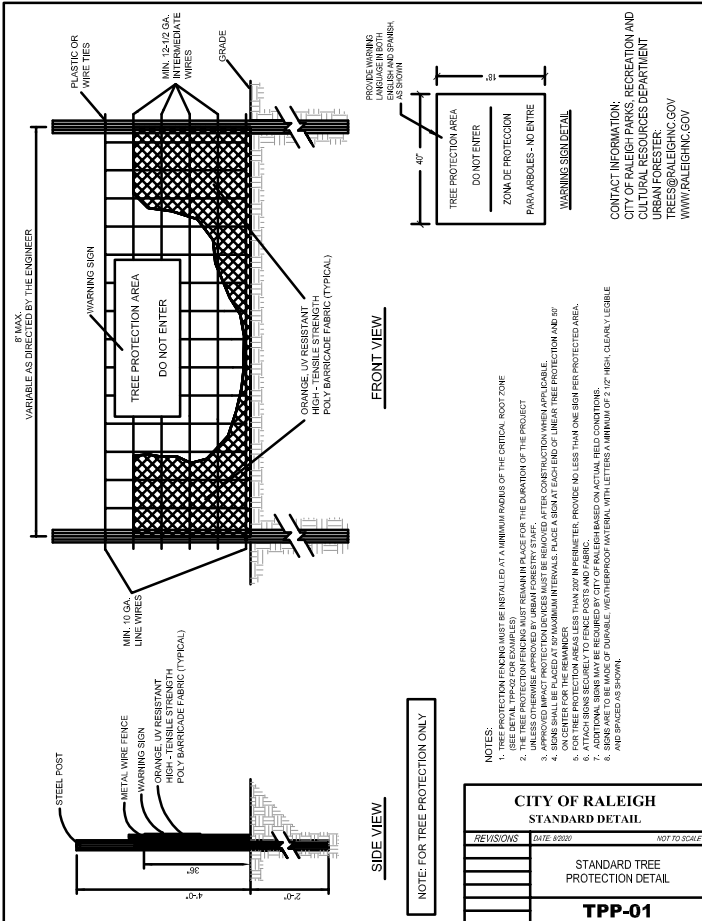 8' MAX.
VARIABLE AS DIRECTED BY THE ENGINEER
PLASTIC OR
WIRE TIES
MIN. 12-1/2 GA.
INTERMEDIATE
WIRES
GRADE
WARNING SIGN
TREE PROTECTION AREA
DO NOT ENTER
MIN. 10 GA.
LINE WIRES
ORANGE, UV RESISTANT
HIGH - TENSILE STRENGTH
POLY BARRICADE FABRIC (TYPICAL)
FRONT VIEW
STEEL POST
METAL WIRE FENCE
WARNING SIGN
ORANGE, UV RESISTANT
HIGH - TENSILE STRENGTH
POLY BARRICADE FABRIC (TYPICAL)
36"
4'-0"
2'-0"
SIDE VIEW
PROVIDE WARNING
LANGUAGE IN BOTH
ENGLISH AND SPANISH,
AS SHOWN
40"
18"
TREE PROTECTION AREA
DO NOT ENTER
ZONA DE PROTECCION
PARA ARBOLES - NO ENTRE
WARNING SIGN DETAIL
CONTACT INFORMATION:
CITY OF RALEIGH PARKS, RECREATION AND
CULTURAL RESOURCES DEPARTMENT
URBAN FORESTER:
TREES@RALEIGHNC.GOV
WWW.RALEIGHNC.GOV
NOTE: FOR TREE PROTECTION ONLY
NOTES:
1. TREE PROTECTION FENCING MUST BE INSTALLED AT A MINIMUM RADIUS OF THE CRITICAL ROOT ZONE
(SEE DETAIL TPP-02 FOR EXAMPLES)
2. THE TREE PROTECTION FENCING MUST REMAIN IN PLACE FOR THE DURATION OF THE PROJECT
UNLESS OTHERWISE APPROVED BY URBAN FORESTRY STAFF.
3. APPROVED IMPACT PROTECTION DEVICES MUST BE REMOVED AFTER CONSTRUCTION WHEN APPLICABLE.
4. SIGNS SHALL BE PLACED AT 50' MAXIMUM INTERVALS. PLACE A SIGN AT EACH END OF LINEAR TREE PROTECTION AND 50'
ON CENTER FOR THE REMAINDER
5. FOR TREE PROTECTION AREAS LESS THAN 200' IN PERIMETER, PROVIDE NO LESS THAN ONE SIGN PER PROTECTED AREA.
6. ATTACH SIGNS SECURELY TO FENCE POSTS AND FABRIC.
7. ADDITIONAL SIGNS MAY BE REQUIRED BY CITY OF RALEIGH BASED ON ACTUAL FIELD CONDITIONS.
8. SIGNS ARE TO BE MADE OF DURABLE, WEATHERPROOF MATERIAL WITH LETTERS A MINIMUM OF 2 1/2" HIGH, CLEARLY LEGIBLE
AND SPACED AS SHOWN.
CITY OF RALEIGH
STANDARD DETAIL
REVISIONS
DATE: 8/2020
NOT TO SCALE
STANDARD TREE
PROTECTION DETAIL
TPP-01